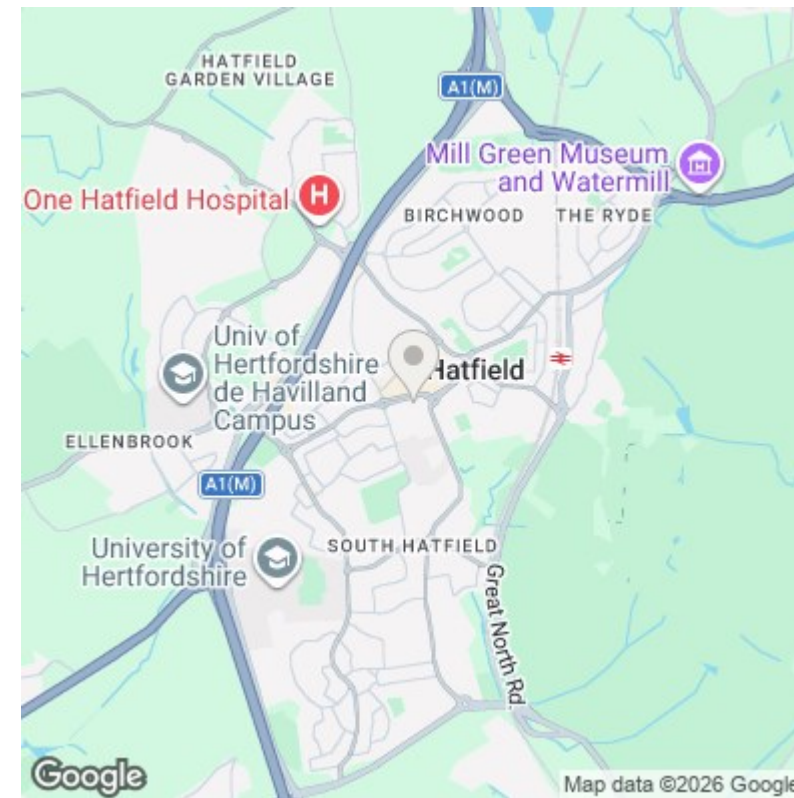 HATFIELD
GARDEN VILLAGE
A1(M)
Mill Green Museum
and Watermill
One Hatfield Hospital
H
BIRCHWOOD
THE RYDE
Univ of
Hertfordshire
de Havilland
Campus
Hatfield
ELLENBROOK
A1(M)
University of
Hertfordshire
SOUTH HATFIELD
Great North Rd.
Google
Map data ©2026 Google